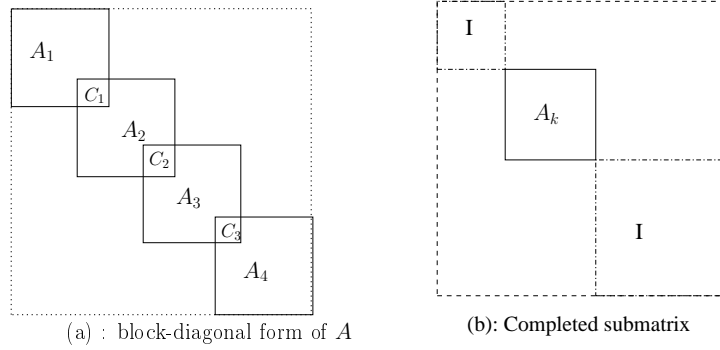 A₁
C₁
A₂
C₂
A₃
C₃
A₄
(a) : block-diagonal form of A
I
Aₖ
I
(b): Completed submatrix